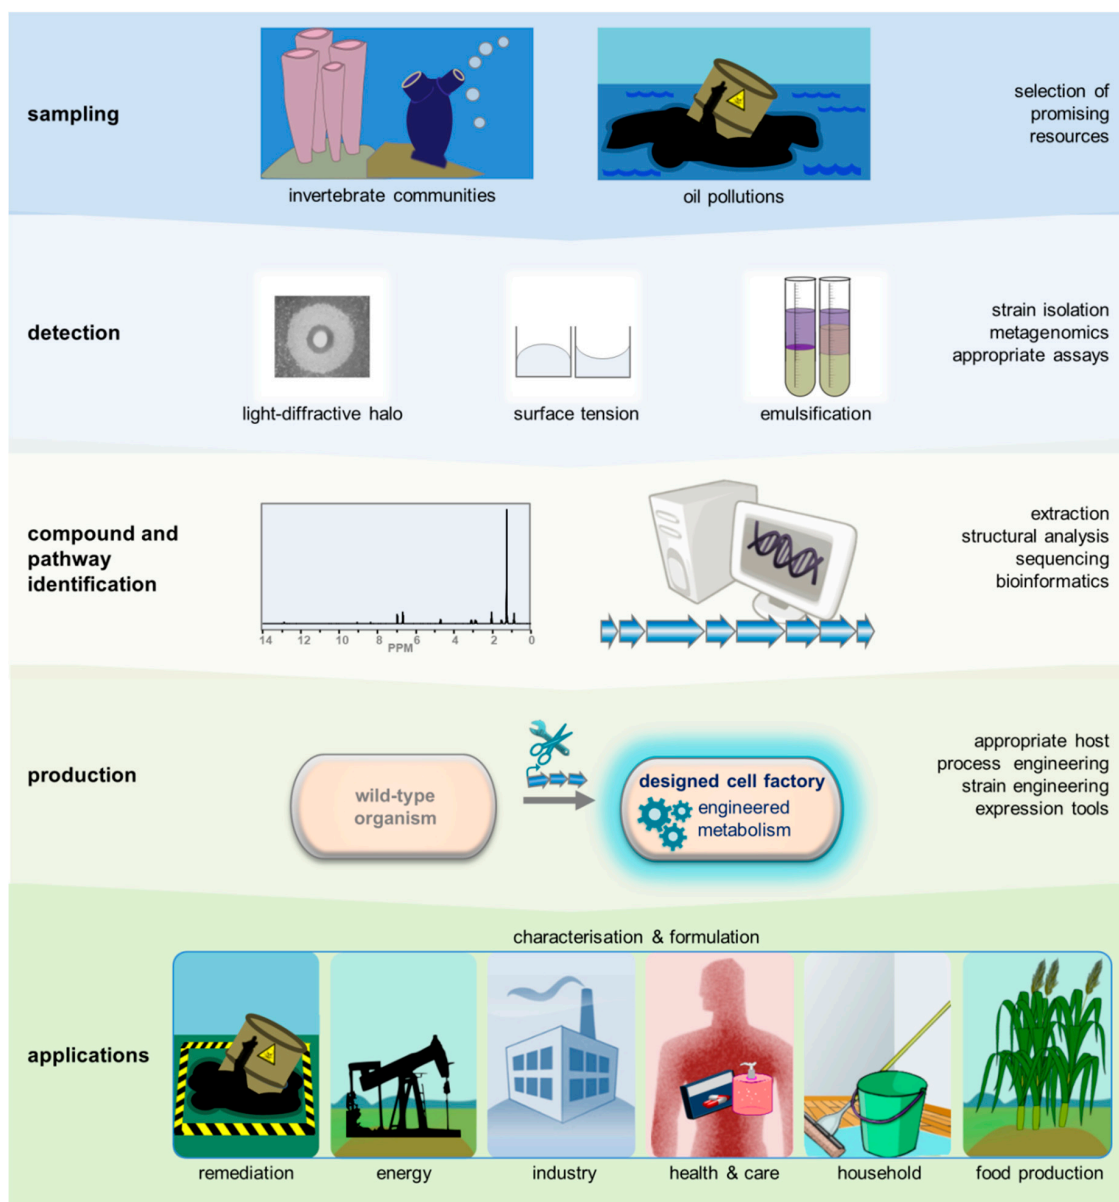 sampling
invertebrate communities
oil pollutions
selection of
promising
resources
detection
light-diffractive halo
surface tension
emulsification
strain isolation
metagenomics
appropriate assays
compound and
pathway
identification
14 12 10 8 6 4 2 0
PPM
extraction
structural analysis
sequencing
bioinformatics
production
wild-type
organism
designed cell factory
engineered
metabolism
appropriate host
process engineering
strain engineering
expression tools
applications
characterisation & formulation
remediation
energy
industry
health & care
household
food production